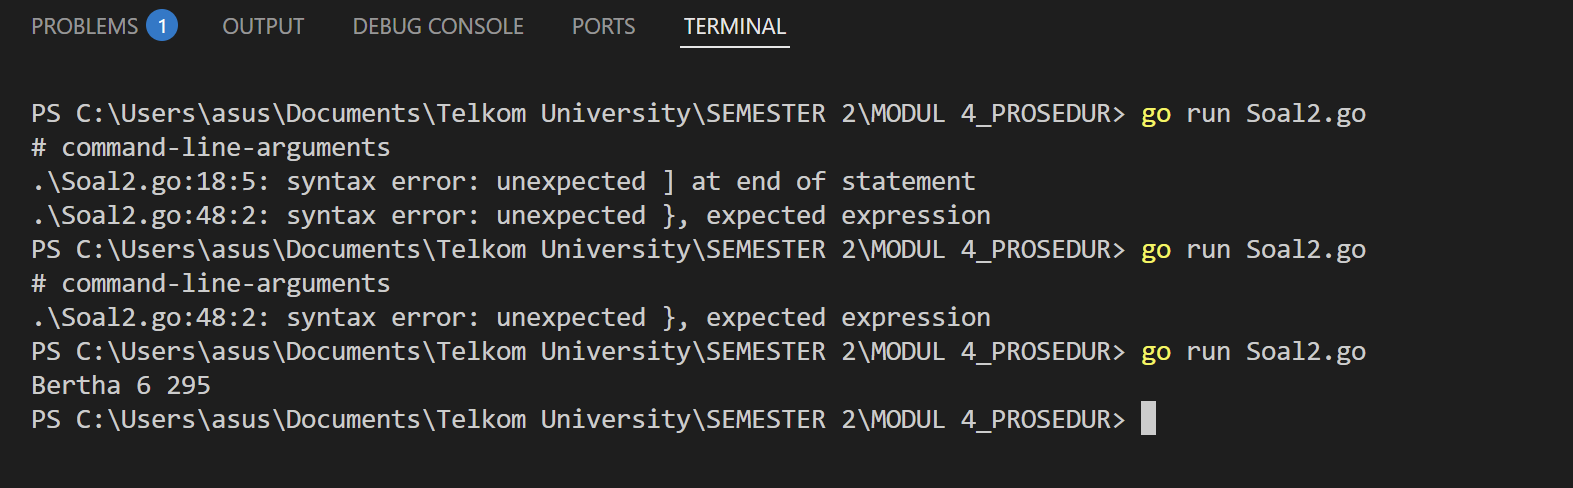 PROBLEMS 1 OUTPUT DEBUG CONSOLE PORTS TERMINAL
PS C:\Users\asus\Documents\Telkom University\SEMESTER 2\MODUL 4_PROSEDUR> go run Soal2.go
# command-line-arguments
.\Soal2.go:18:5: syntax error: unexpected ] at end of statement
.\Soal2.go:48:2: syntax error: unexpected }, expected expression
PS C:\Users\asus\Documents\Telkom University\SEMESTER 2\MODUL 4_PROSEDUR> go run Soal2.go
# command-line-arguments
.\Soal2.go:48:2: syntax error: unexpected }, expected expression
PS C:\Users\asus\Documents\Telkom University\SEMESTER 2\MODUL 4_PROSEDUR> go run Soal2.go
Bertha 6 295
PS C:\Users\asus\Documents\Telkom University\SEMESTER 2\MODUL 4_PROSEDUR>